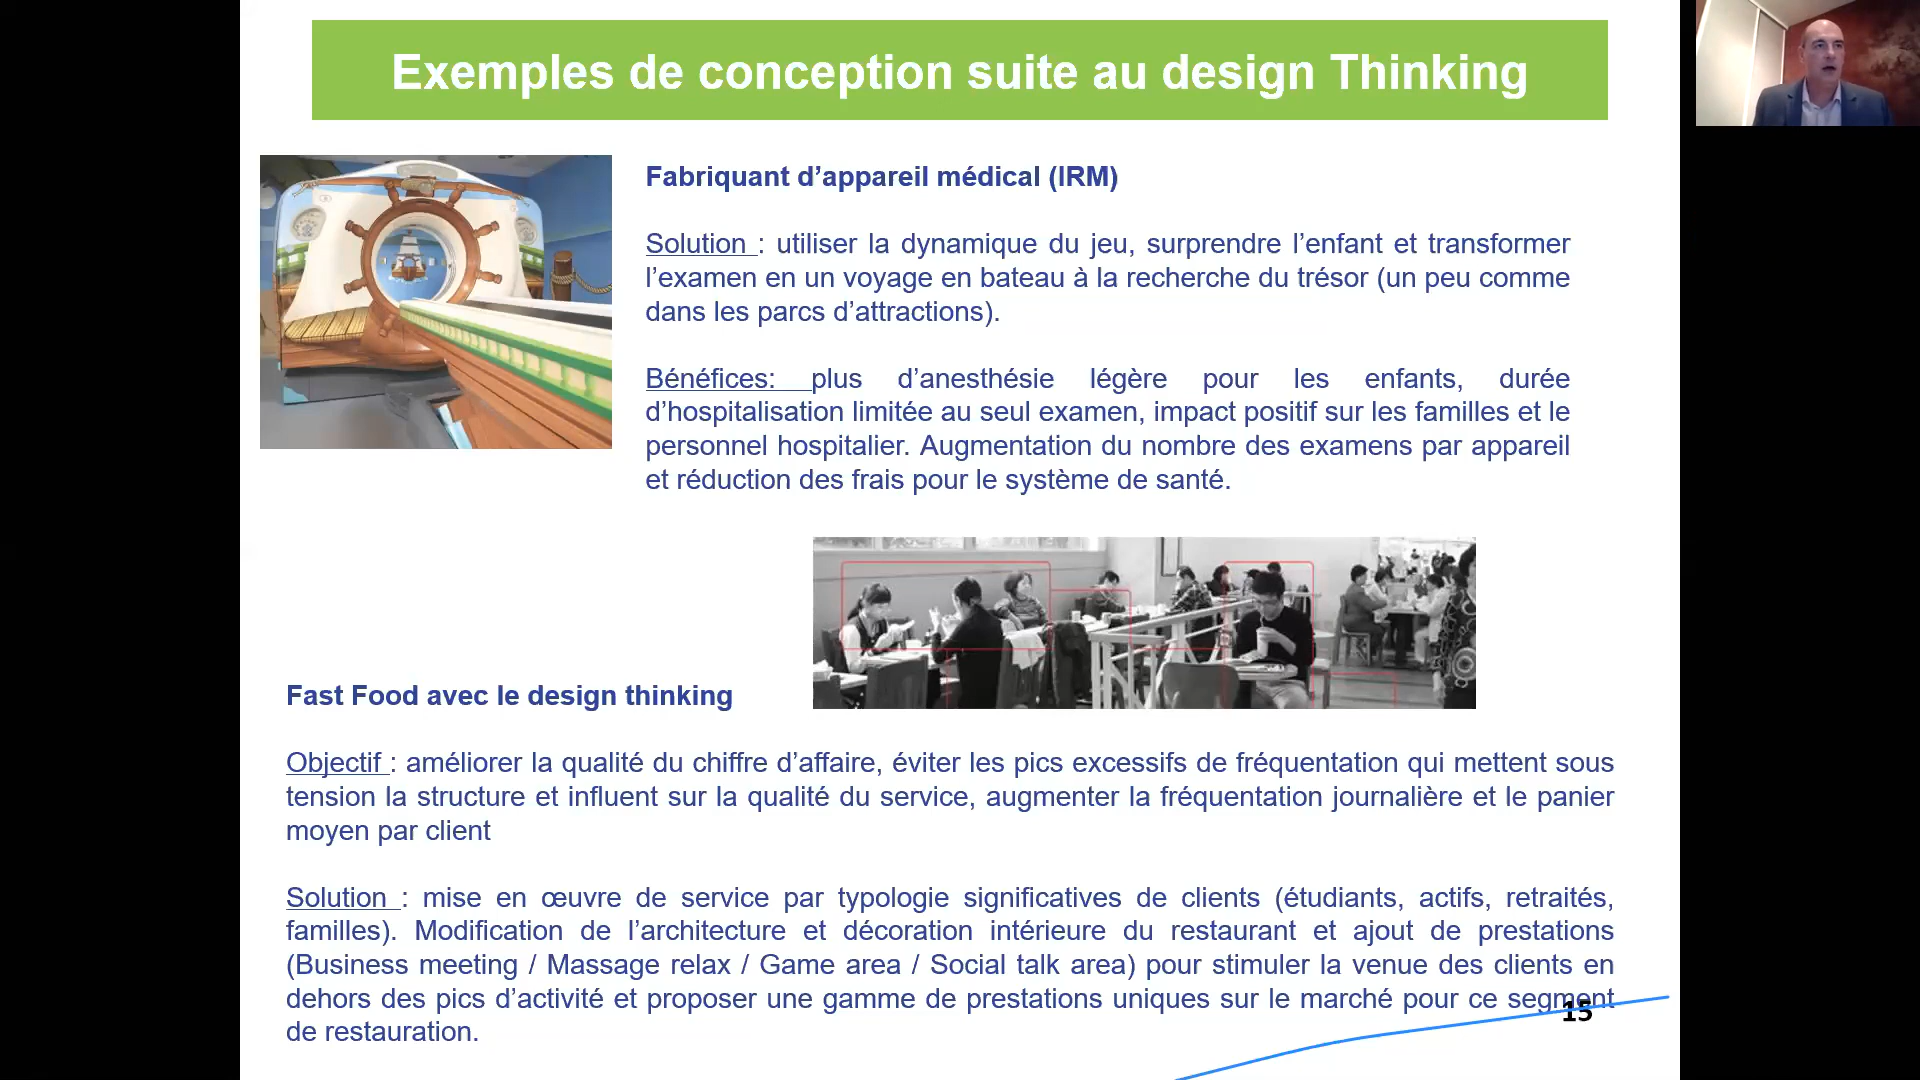 Exemples de conception suite au design Thinking
Fabriquant d’appareil médical (IRM)
Solution : utiliser la dynamique du jeu, surprendre l’enfant et transformer
l’examen en un voyage en bateau à la recherche du trésor (un peu comme
dans les parcs d’attractions).
Bénéfices: plus d’anesthésie légère pour les enfants, durée
d’hospitalisation limitée au seul examen, impact positif sur les familles et le
personnel hospitalier. Augmentation du nombre des examens par appareil
et réduction des frais pour le système de santé.
Fast Food avec le design thinking
Objectif : améliorer la qualité du chiffre d’affaire, éviter les pics excessifs de fréquentation qui mettent sous
tension la structure et influent sur la qualité du service, augmenter la fréquentation journalière et le panier
moyen par client
Solution : mise en œuvre de service par typologie significatives de clients (étudiants, actifs, retraités,
familles). Modification de l’architecture et décoration intérieure du restaurant et ajout de prestations
(Business meeting / Massage relax / Game area / Social talk area) pour stimuler la venue des clients en
dehors des pics d’activité et proposer une gamme de prestations uniques sur le marché pour ce segment
de restauration.
15